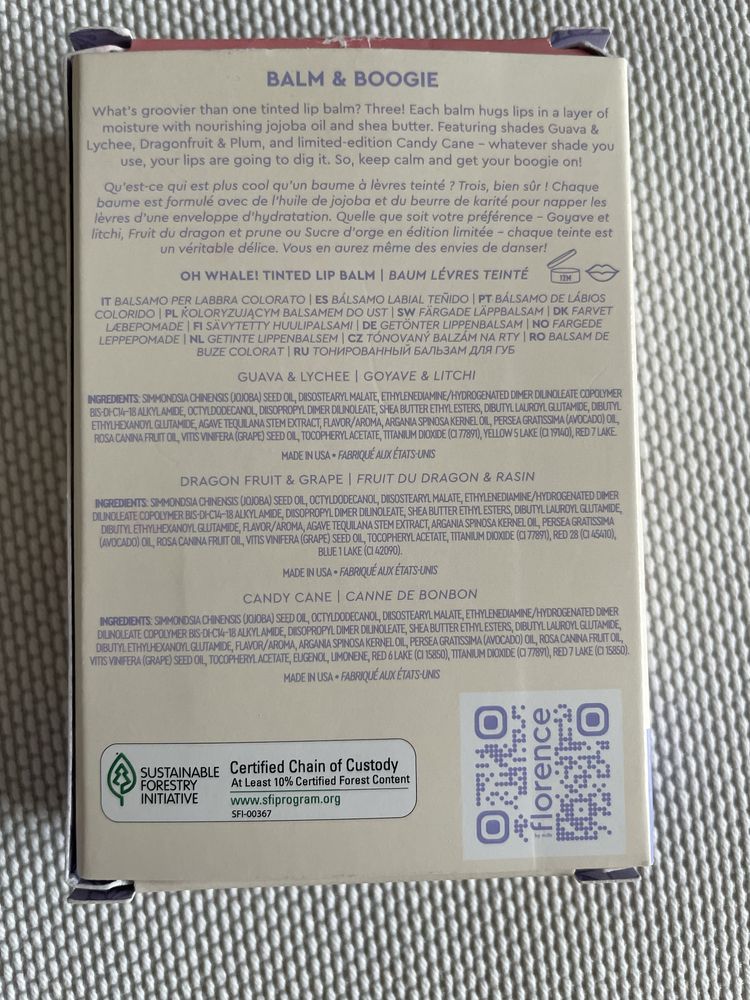 BALM & BOOGIE
What's groovier than one tinted lip balm? Three! Each balm hugs lips in a layer of
moisture with nourishing jojoba oil and shea butter. Featuring shades Guava &
Lychee, Dragonfruit & Plum, and limited-edition Candy Cane – whatever shade you
use, your lips are going to dig it. So, keep calm and get your boogie on!
Qu'est-ce qui est plus cool qu'un baume à lèvres teinté ? Trois, bien sûr ! Chaque
baume est formulé avec de l'huile de jojoba et du beurre de karité pour napper les
lèvres d'une enveloppe d'hydratation. Quelle que soit votre préférence – Goyave et
litchi, Fruit du dragon et prune ou Sucre d'orge en édition limitée – chaque teinte est
un véritable délice. Vous en aurez même des envies de danser!
OH WHALE! TINTED LIP BALM | BAUM LÉVRES TEINTÉ
12M
IT BALSAMO PER LABBRA COLORATO | ES BÁLSAMO LABIAL TEÑIDO | PT BÁLSAMO DE LÁBIOS
COLORIDO | PL KOLORYZUJĄCYM BALSAMEM DO UST | SW FÄRGADE LÄPPBALSAM | DK FARVET
LÆBEPOMADE | FI SÄVYTETTY HUULIPALSAMI | DE GETÖNTER LIPPENBALSAM | NO FARGEDE
LEPPEPOMADE | NL GETINTE LIPPENBALSEM | CZ TÓNOVANÝ BALZÁM NA RTY | RO BALSAM DE
BUZE COLORAT | RU ТОНИРОВАННЫЙ БАЛЬЗАМ ДЛЯ ГУБ
GUAVA & LYCHEE | GOYAVE & LITCHI
INGREDIENTS: SIMMONDSIA CHINENSIS (JOJOBA) SEED OIL, DIISOSTEARYL MALATE, ETHYLENEDIAMINE/HYDROGENATED DIMER DILINOLEATE COPOLYMER
BIS-DI-C14-18 ALKYLAMIDE, OCTYLDODECANOL, DIISOPROPYL DIMER DILINOLEATE, SHEA BUTTER ETHYL ESTERS, DIBUTYL LAUROYL GLUTAMIDE, DIBUTYL
ETHYLHEXANOYL GLUTAMIDE, AGAVE TEQUILANA STEM EXTRACT, FLAVOR/AROMA, ARGANIA SPINOSA KERNEL OIL, PERSEA GRATISSIMA (AVOCADO) OIL,
ROSA CANINA FRUIT OIL, VITIS VINIFERA (GRAPE) SEED OIL, TOCOPHERYL ACETATE, TITANIUM DIOXIDE (CI 77891), YELLOW 5 LAKE (CI 19140), RED 7 LAKE.
MADE IN USA • FABRIQUÉ AUX ÉTATS-UNIS
DRAGON FRUIT & GRAPE | FRUIT DU DRAGON & RASIN
INGREDIENTS: SIMMONDSIA CHINENSIS (JOJOBA) SEED OIL, OCTYLDODECANOL, DIISOSTEARYL MALATE, ETHYLENEDIAMINE/HYDROGENATED DIMER
DILINOLEATE COPOLYMER BIS-DI-C14-18 ALKYLAMIDE, DIISOPROPYL DIMER DILINOLEATE, SHEA BUTTER ETHYL ESTERS, DIBUTYL LAUROYL GLUTAMIDE,
DIBUTYL ETHYLHEXANOYL GLUTAMIDE, FLAVOR/AROMA, AGAVE TEQUILANA STEM EXTRACT, ARGANIA SPINOSA KERNEL OIL, PERSEA GRATISSIMA
(AVOCADO) OIL, ROSA CANINA FRUIT OIL, VITIS VINIFERA (GRAPE) SEED OIL, TOCOPHERYL ACETATE, TITANIUM DIOXIDE (CI 77891), RED 28 (CI 45410),
BLUE 1 LAKE (CI 42090).
MADE IN USA • FABRIQUÉ AUX ÉTATS-UNIS
CANDY CANE | CANNE DE BONBON
INGREDIENTS: SIMMONDSIA CHINENSIS (JOJOBA) SEED OIL, OCTYLDODECANOL, DIISOSTEARYL MALATE, ETHYLENEDIAMINE/HYDROGENATED DIMER
DILINOLEATE COPOLYMER BIS-DI-C14-18 ALKYLAMIDE, DIISOPROPYL DIMER DILINOLEATE, SHEA BUTTER ETHYL ESTERS, DIBUTYL LAUROYL GLUTAMIDE,
DIBUTYL ETHYLHEXANOYL GLUTAMIDE, FLAVOR/AROMA, ARGANIA SPINOSA KERNEL OIL, PERSEA GRATISSIMA (AVOCADO) OIL, ROSA CANINA FRUIT OIL,
VITIS VINIFERA (GRAPE) SEED OIL, TOCOPHERYL ACETATE, EUGENOL, LIMONENE, RED 6 LAKE (CI 15850), TITANIUM DIOXIDE (CI 77891), RED 7 LAKE (CI 15850).
MADE IN USA • FABRIQUÉ AUX ÉTATS-UNIS
SUSTAINABLE
FORESTRY
INITIATIVE
Certified Chain of Custody
At Least 10% Certified Forest Content
www.sfiprogram.org
SFI-00367
florence
by mills